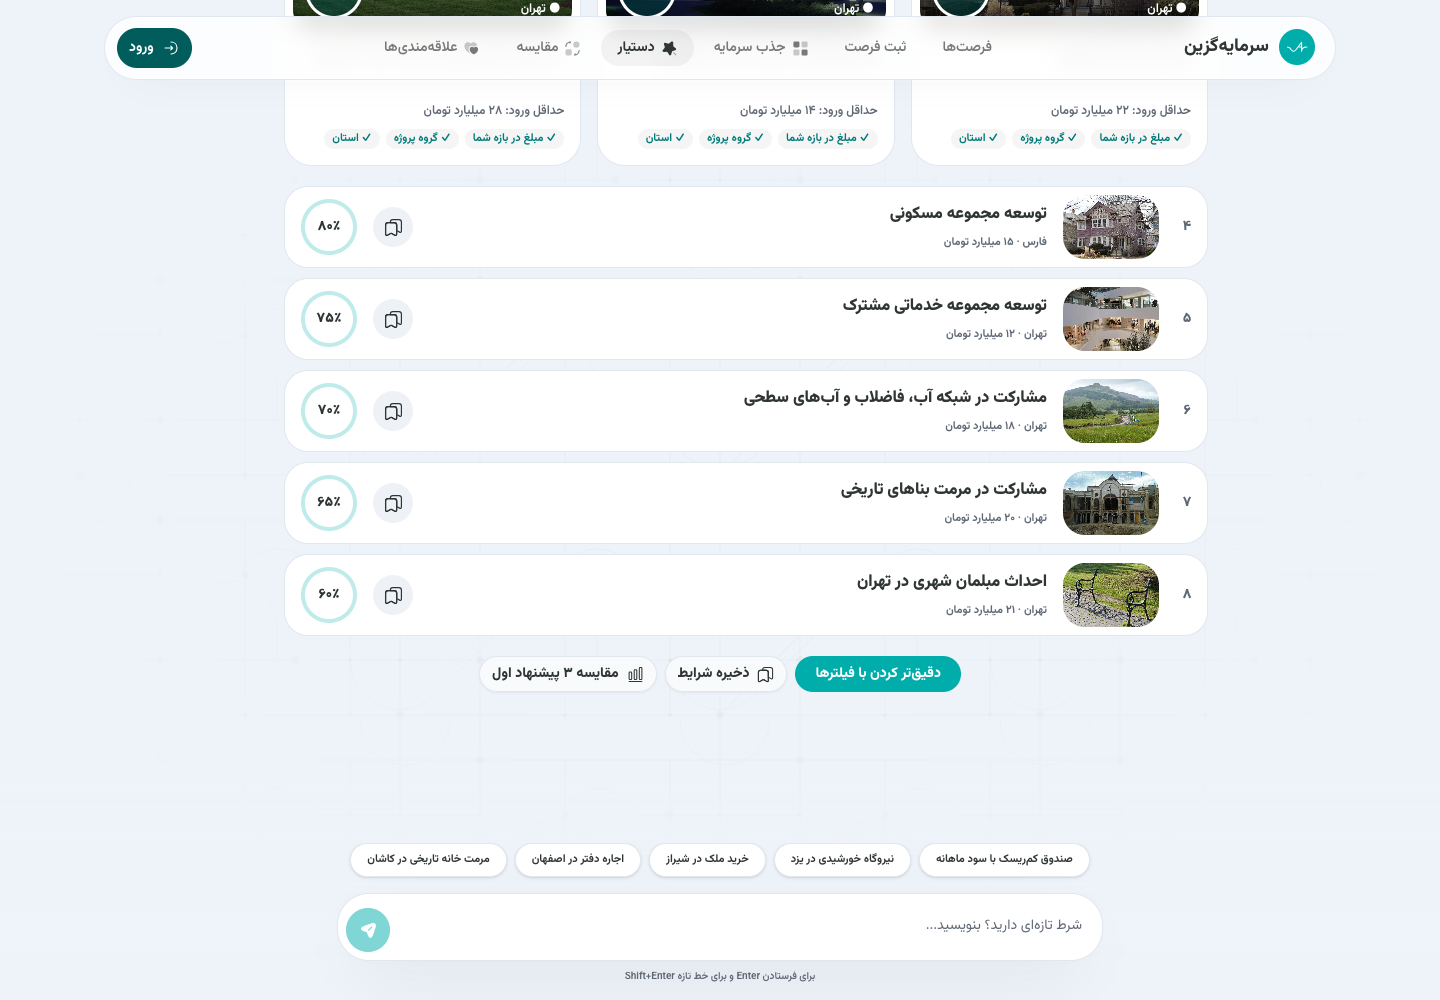 تهران
تهران
تهران
سرمایه‌گزین
فرصت‌ها
ثبت فرصت
جذب سرمایه
دستیار
مقایسه
علاقه‌مندی‌ها
ورود
حداقل ورود: ۲۲ میلیارد تومان
مبلغ در بازه شما
گروه پروژه
استان
حداقل ورود: ۱۴ میلیارد تومان
مبلغ در بازه شما
گروه پروژه
استان
حداقل ورود: ۲۸ میلیارد تومان
مبلغ در بازه شما
گروه پروژه
استان
۴
توسعه مجموعه مسکونی
فارس · ۱۵ میلیارد تومان
۸۰٪
۵
توسعه مجموعه خدماتی مشترک
تهران · ۱۲ میلیارد تومان
۷۵٪
۶
مشارکت در شبکه آب، فاضلاب و آب‌های سطحی
تهران · ۱۸ میلیارد تومان
۷۰٪
۷
مشارکت در مرمت بناهای تاریخی
تهران · ۲۰ میلیارد تومان
۶۵٪
۸
احداث مبلمان شهری در تهران
تهران · ۲۱ میلیارد تومان
۶۰٪
دقیق‌تر کردن با فیلترها
ذخیره شرایط
مقایسه ۳ پیشنهاد اول
صندوق کم‌ریسک با سود ماهانه
نیروگاه خورشیدی در یزد
خرید ملک در شیراز
اجاره دفتر در اصفهان
مرمت خانه تاریخی در کاشان
شرط تازه‌ای دارید؟ بنویسید...
برای فرستادن Enter و برای خط تازه Shift+Enter